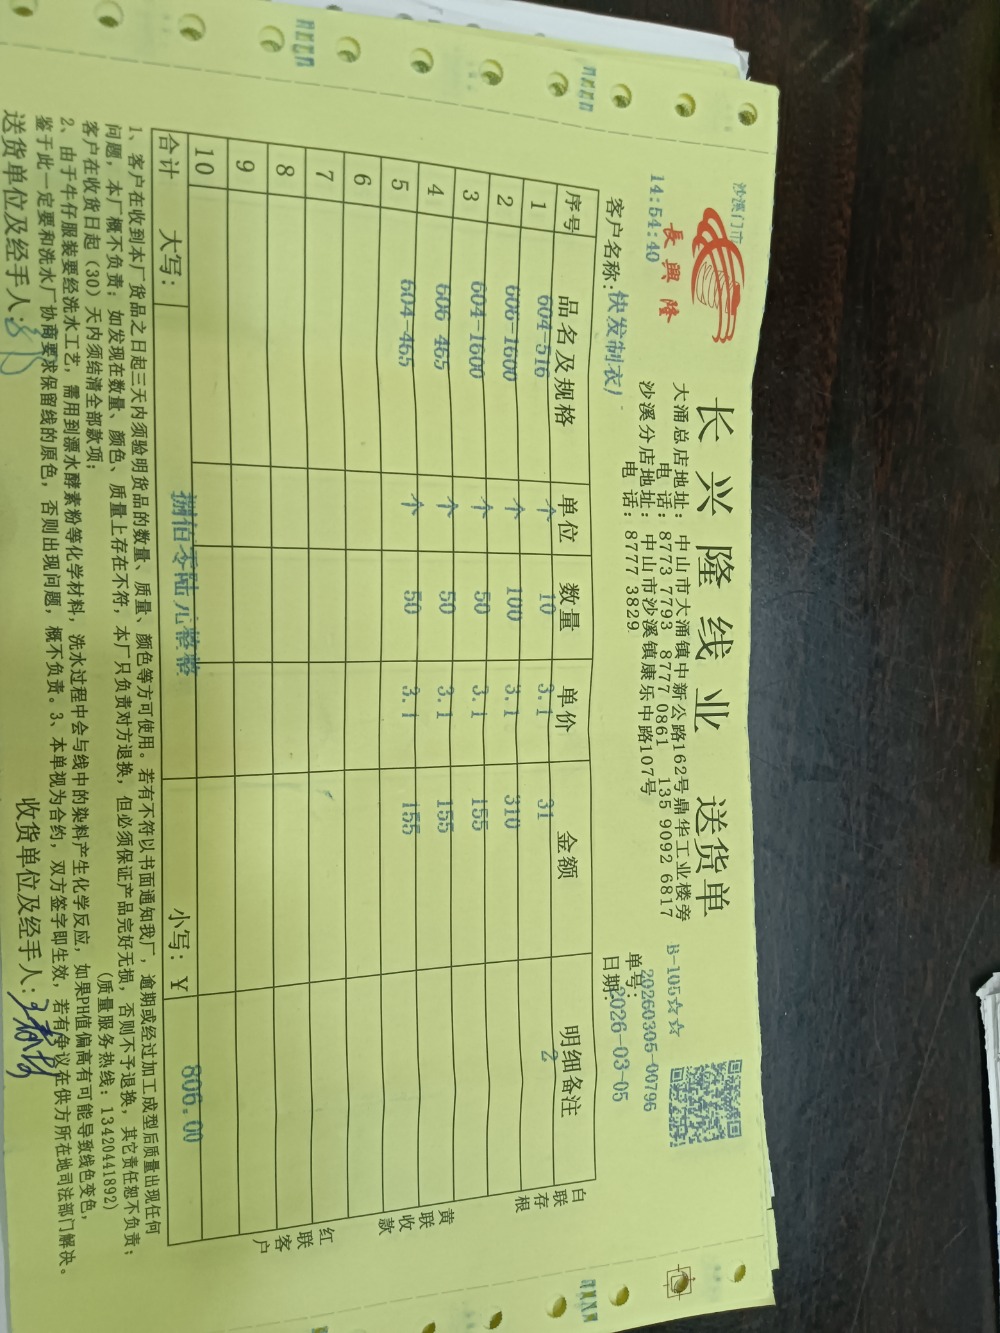 沙溪门市
長興隆
14:54:40
长兴隆线业 送货单
大涌总店地址: 中山市大涌镇中新公路162号鼎华工业楼旁
电话: 8773 7793 8777 0861 135 9092 6817
沙溪分店地址: 中山市沙溪镇康乐中路107号
电话: 8777 3829
B-105☆☆
单号: 20260305-00796
日期: 2026-03-05
客户名称: 快发制衣厂
序号 品名及规格 单位 数量 单价 金额 明细备注
1 604-516 个 10 3.1 31 2
2 606-1600 个 100 3.1 310
3 604-1600 个 50 3.1 155
4 606 465 个 50 3.1 155
5 604-465 个 50 3.1 155
6
7
8
9
10
合计 大写: 捌佰零陆元整整 小写: ¥ 806.00
白联存根
黄联收款
红联客户
1、客户在收到本厂货品之日起三天内须验明货品的数量、质量、颜色等方可使用。若有不符以书面通知我厂，逾期或经过加工成型后质量出现任何
问题，本厂概不负责；如发现在数量、颜色、质量上存在不符，本厂只负责对方退换，但必须保证产品完好无损，否则不予退换，其它责任恕不负责；
客户在收货日起（30）天内须结清全部款项； (质量服务热线: 13420441892)
2、由于牛仔服装要经洗水工艺，需用到漂水酵素粉等化学材料，洗水过程中会与线中的染料产生化学反应，如果PH值偏高有可能导致线色变色，
鉴于此一定要和洗水厂协商要求保留线的原色，否则出现问题，概不负责。3、本单视为合约，双方签字即生效，若有争议在供方所在地司法部门解决。
送货单位及经手人: 收货单位及经手人: